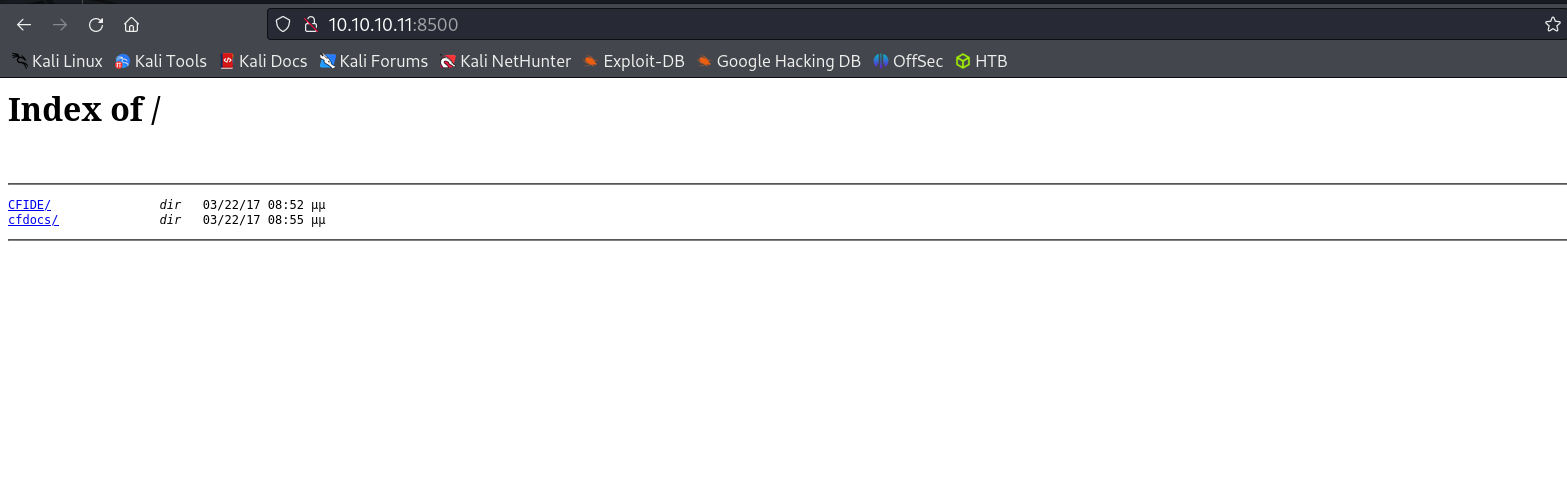 10.10.10.11:8500
Kali Linux Kali Tools Kali Docs Kali Forums Kali NetHunter Exploit-DB Google Hacking DB OffSec HTB
Index of /
CFIDE/ dir 03/22/17 08:52 μμ
cfdocs/ dir 03/22/17 08:55 μμ